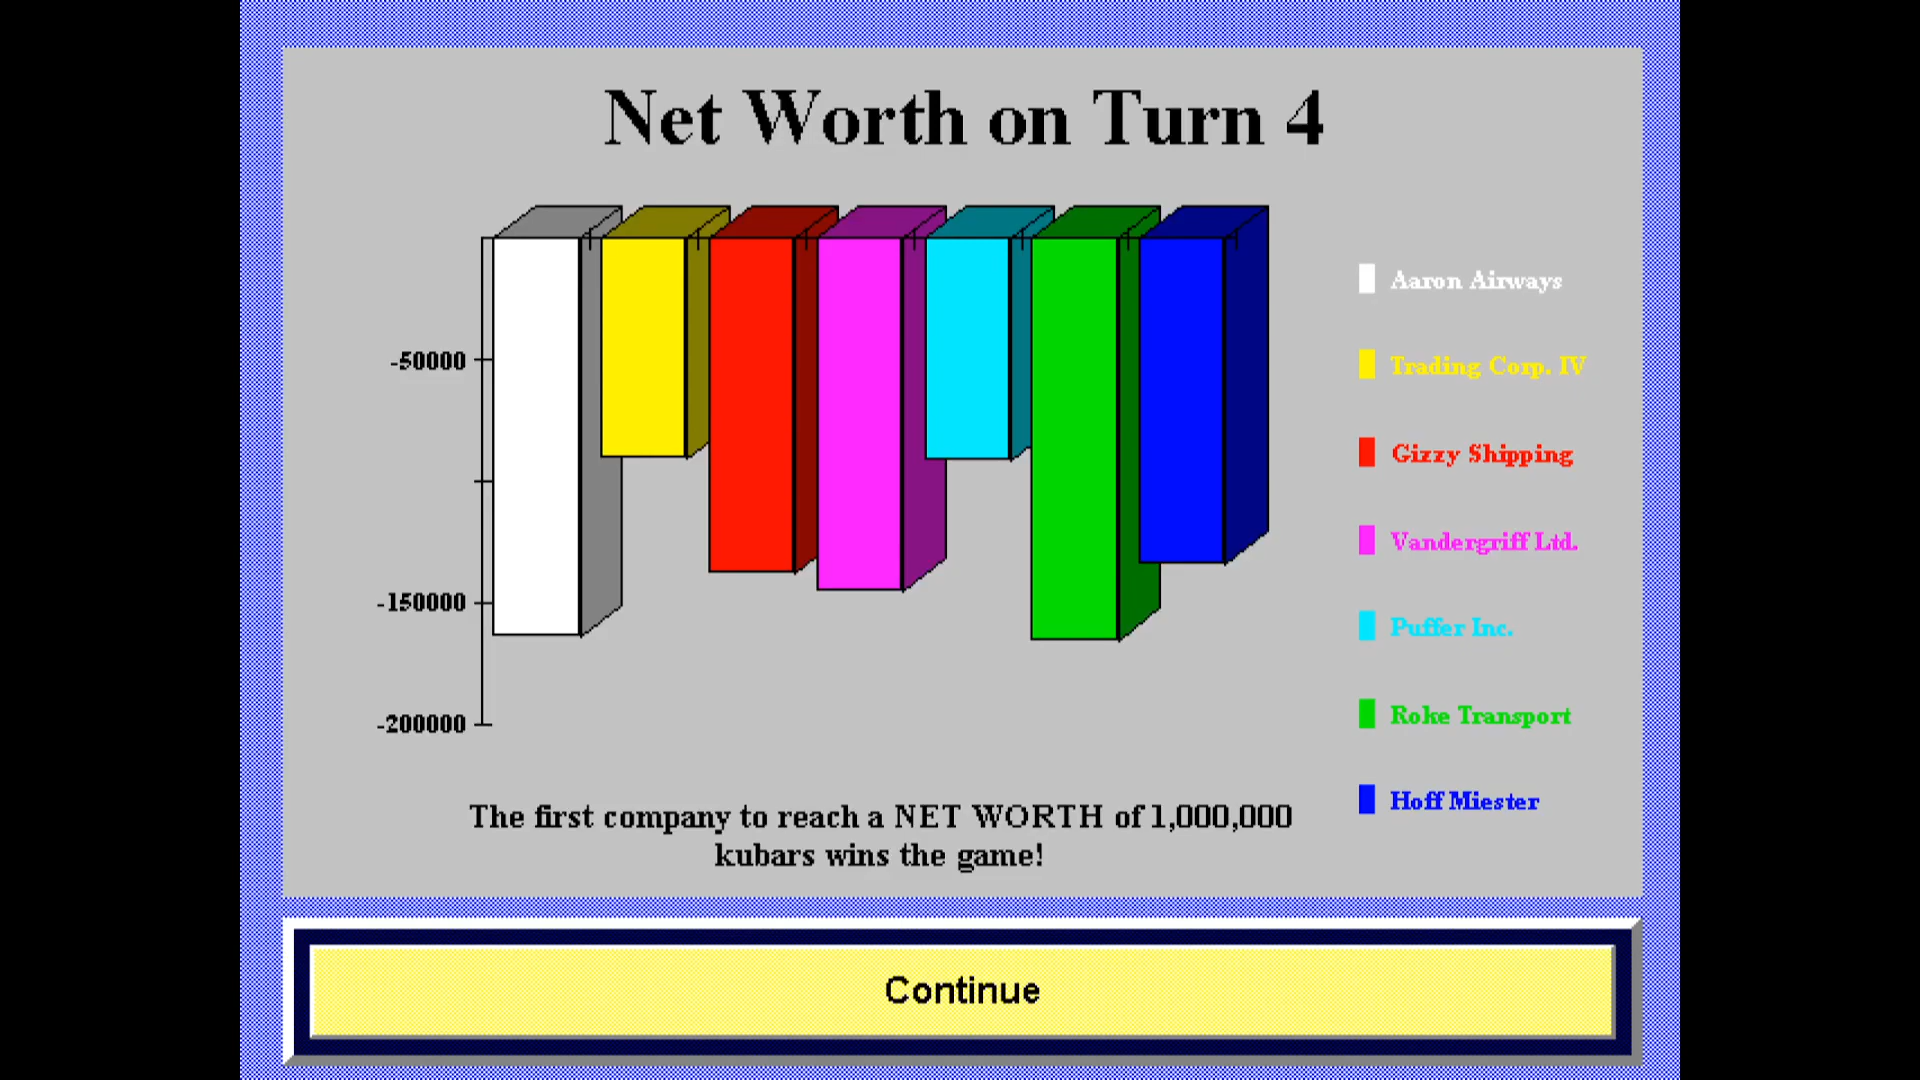 Net Worth on Turn 4
-50000
-150000
-200000
Aaron Airways
Trading Corp. IV
Gizzy Shipping
Vandergriff Ltd.
Puffer Inc.
Roke Transport
Hoff Miester
The first company to reach a NET WORTH of 1,000,000
kubars wins the game!
Continue